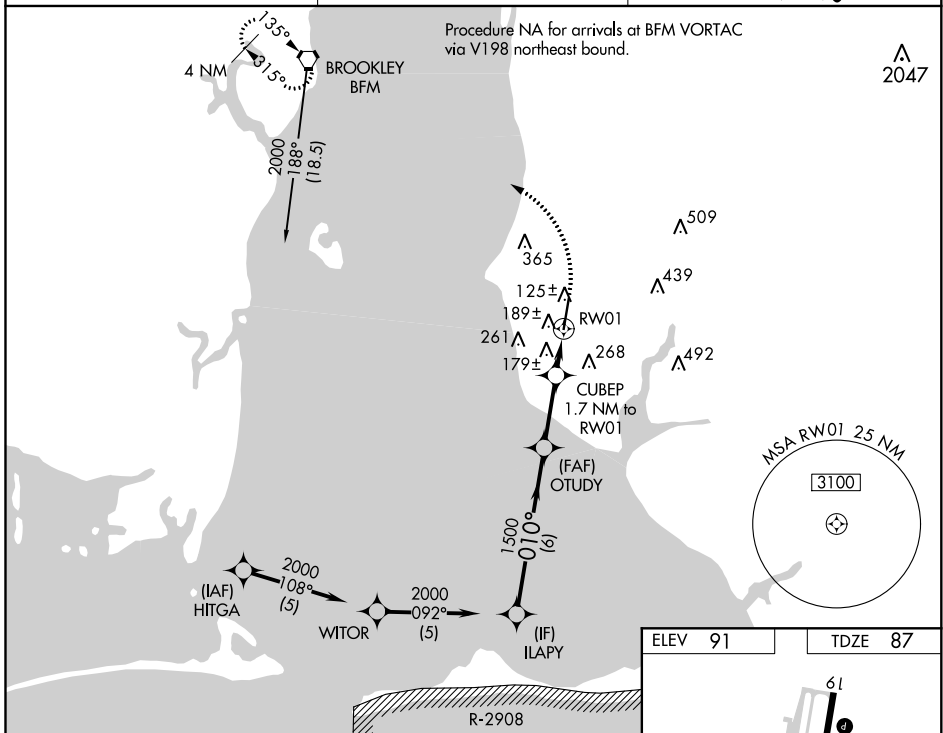 Procedure NA for arrivals at BFM VORTAC
via V198 northeast bound.
2047
135°
315°
4 NM
BROOKLEY
BFM
2000
188°
(18.5)
509
365
439
125±
189±
RW01
261
179±
268
492
CUBEP
1.7 NM to
RW01
MSA RW01 25 NM
3100
(FAF)
OTUDY
1500
010°
(6)
2000
108°
(5)
(IAF)
HITGA
2000
092°
(5)
WITOR
(IF)
ILAPY
R-2908
ELEV 91
TDZE 87
19
P